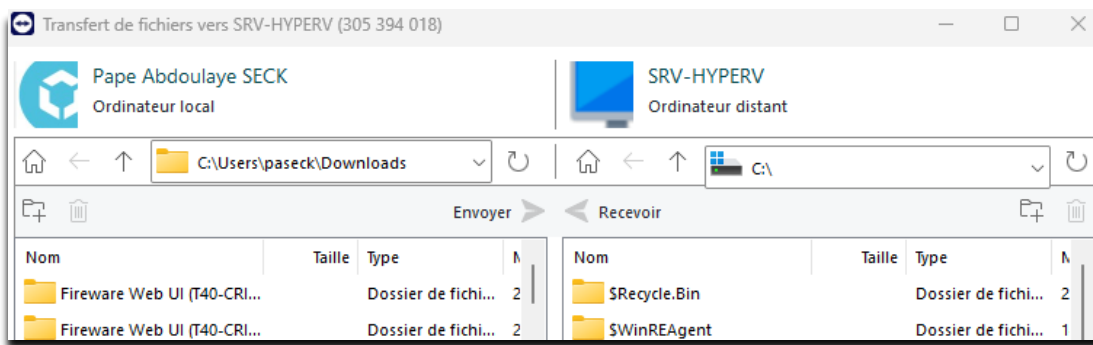 Transfert de fichiers vers SRV-HYPERV (305 394 018)
Pape Abdoulaye SECK
Ordinateur local
SRV-HYPERV
Ordinateur distant
C:\Users\paseck\Downloads
C:\
Envoyer
Recevoir
Nom Taille Type
Nom Taille Type
Fireware Web UI (T40-CRI... Dossier de fichi... 2
$Recycle.Bin Dossier de fichi... 2
Fireware Web UI (T40-CRI... Dossier de fichi... 2
$WinREAgent Dossier de fichi... 1